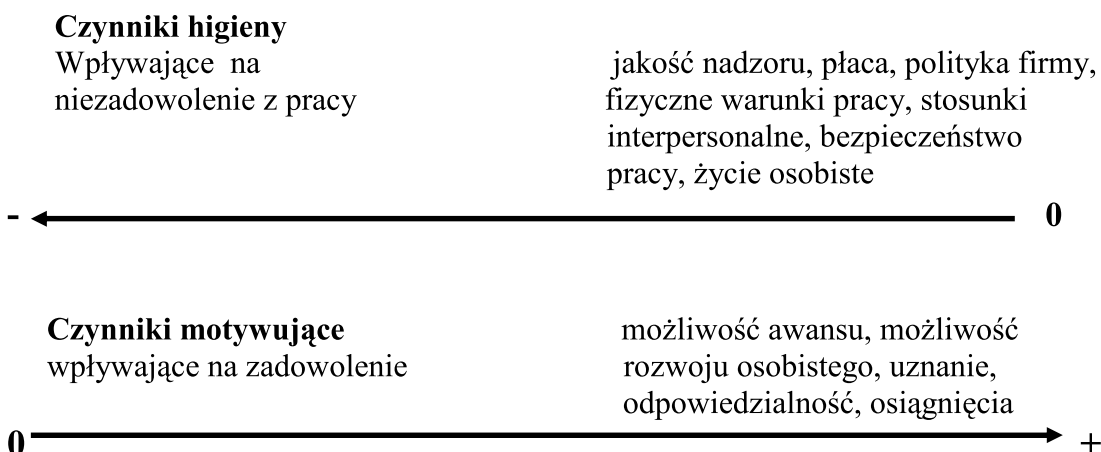 Czynniki higieny
Wpływające na
niezadowolenie z pracy
jakość nadzoru, płaca, polityka firmy,
fizyczne warunki pracy, stosunki
interpersonalne, bezpieczeństwo
pracy, życie osobiste
- 0
Czynniki motywujące
wpływające na zadowolenie
możliwość awansu, możliwość
rozwoju osobistego, uznanie,
odpowiedzialność, osiągnięcia
0 +